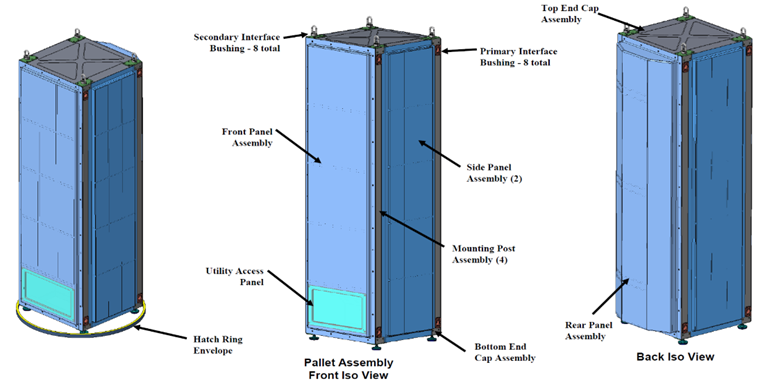 Top End Cap
Assembly
Secondary Interface
Bushing - 8 total
Primary Interface
Bushing - 8 total
Front Panel
Assembly
Side Panel
Assembly (2)
Mounting Post
Assembly (4)
Utility Access
Panel
Hatch Ring
Envelope
Bottom End
Cap Assembly
Rear Panel
Assembly
Pallet Assembly
Front Iso View
Back Iso View